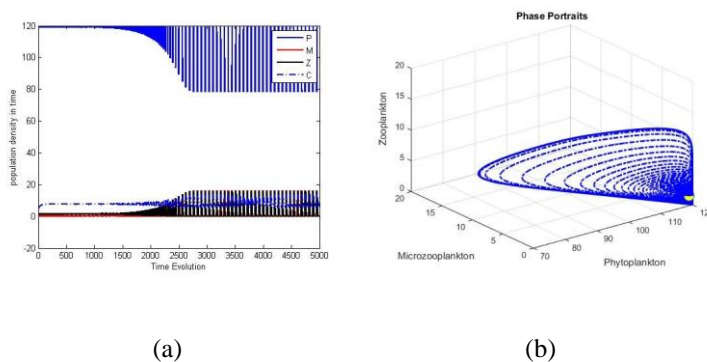 120
100
80
60
40
20
0
-20
0 500 1000 1500 2000 2500 3000 3500 4000 4500 5000
population density in time
Time Evolution
P
M
Z
C
(a)
Phase Portraits
Zooplankton
20
15
10
5
0
20
15
10
5
0
Microzooplankton
70
80
90
100
110
12
Phytoplankton
(b)